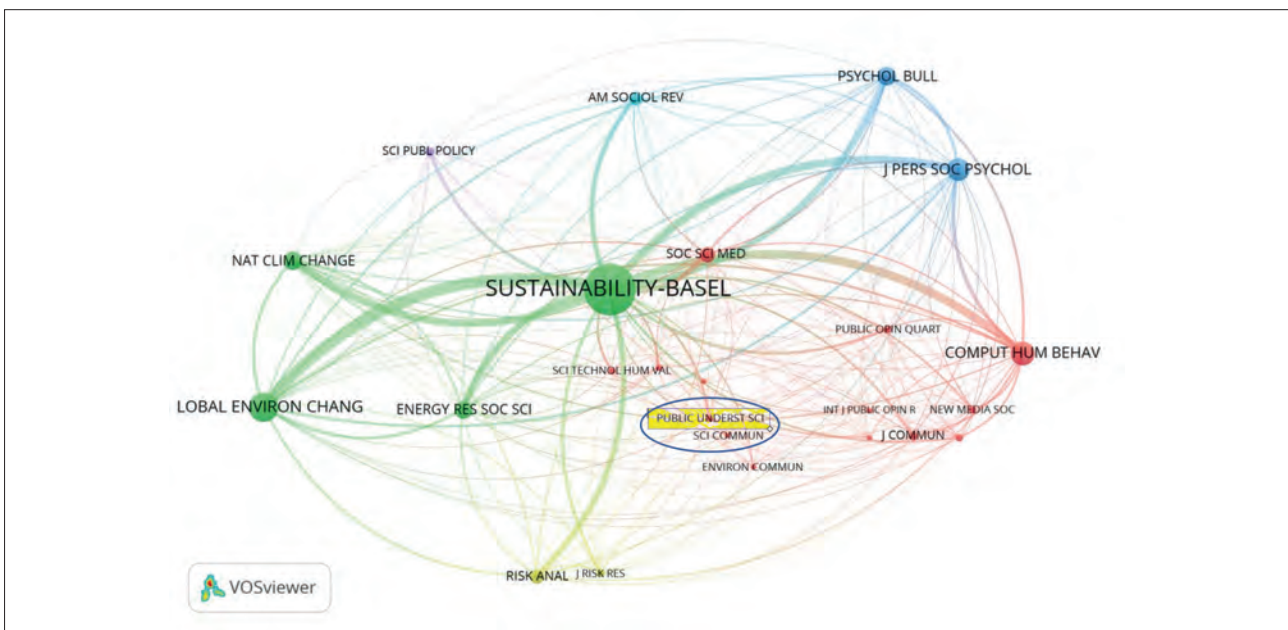 PSYCHOL BULL
AM SOCIOL REV
SCI PUBL POLICY
J PERS SOC PSYCHOL
SOC SCI MED
NAT CLIM CHANGE
SUSTAINABILITY-BASEL
PUBLIC OPIN QUART
COMPUT HUM BEHAV
SCI TECHNOL HUM VAL
LOBAL ENVIRON CHANG
ENERGY RES SOC SCI
INT J PUBLIC OPIN R
NEW MEDIA SOC
PUBLIC UNDERST SCI
SCI COMMUN
J COMMUN
ENVIRON COMMUN
RISK ANAL
J RISK RES
VOSviewer